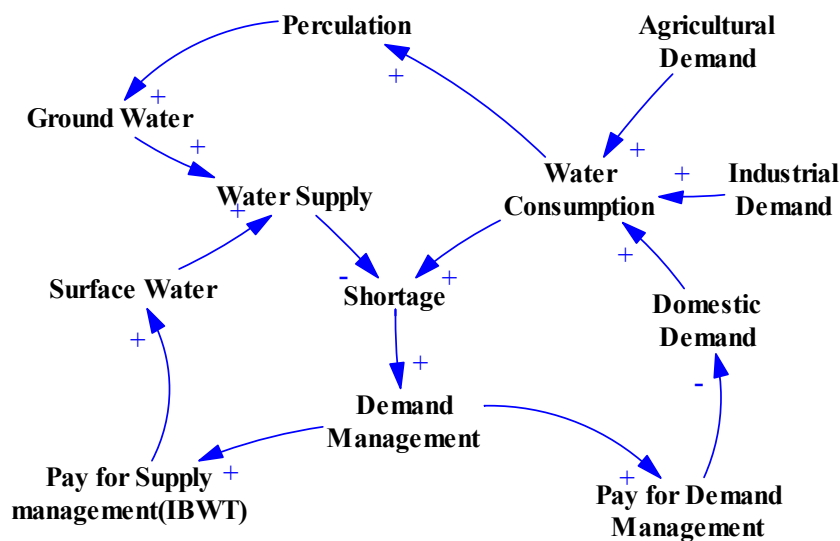 Perculation
Agricultural
Demand
+
+
Ground Water
+
+
Water
Consumption
+
Industrial
Demand
Water Supply
+
+
Surface Water
-
Shortage
+
Domestic
Demand
+
+
-
Demand
Management
Pay for Supply
management(IBWT)
+
+
Pay for Demand
Management